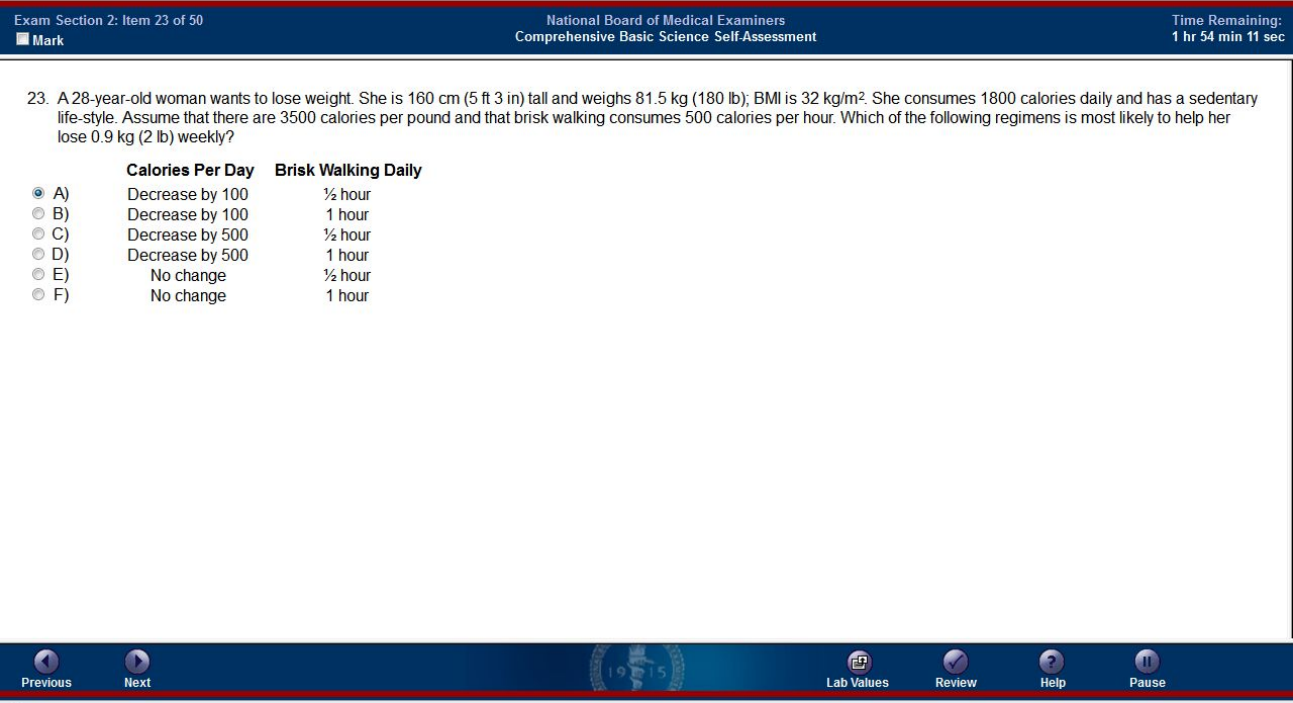 Exam Section 2: Item 23 of 50
National Board of Medical Examiners
Time Remaining:
Mark
Comprehensive Basic Science Self-Assessment
1 hr 54 min 11 sec
23. A 28-year-old woman wants to lose weight. She is 160 cm (5 ft 3 in) tall and weighs 81.5 kg (180 lb); BMI is 32 kg/m². She consumes 1800 calories daily and has a sedentary
life-style. Assume that there are 3500 calories per pound and that brisk walking consumes 500 calories per hour. Which of the following regimens is most likely to help her
lose 0.9 kg (2 lb) weekly?
Calories Per Day Brisk Walking Daily
A) Decrease by 100 ½ hour
B) Decrease by 100 1 hour
C) Decrease by 500 ½ hour
D) Decrease by 500 1 hour
E) No change ½ hour
F) No change 1 hour
1915
Previous Next Lab Values Review Help Pause